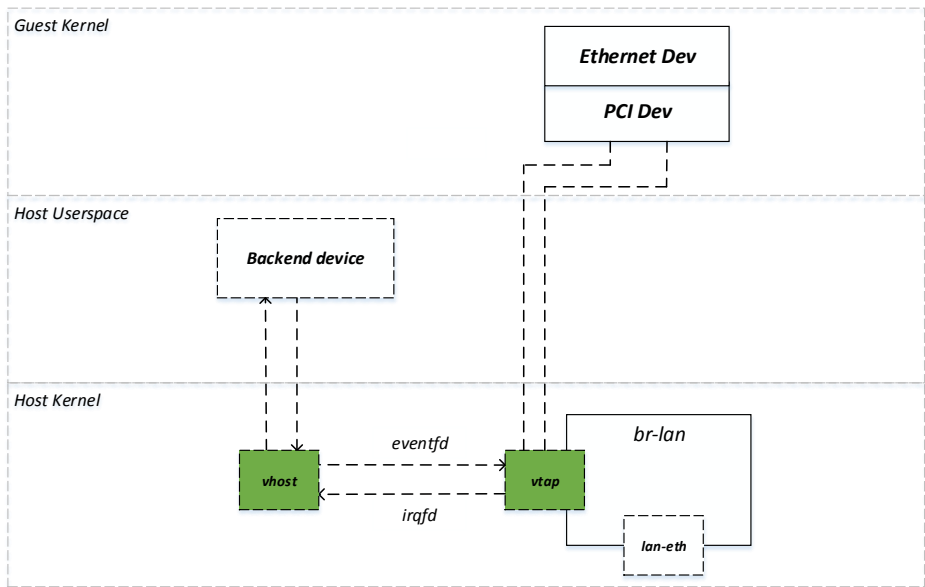 Guest Kernel
Ethernet Dev
PCI Dev
Host Userspace
Backend device
Host Kernel
br-lan
eventfd
vhost
vtap
irqfd
lan-eth